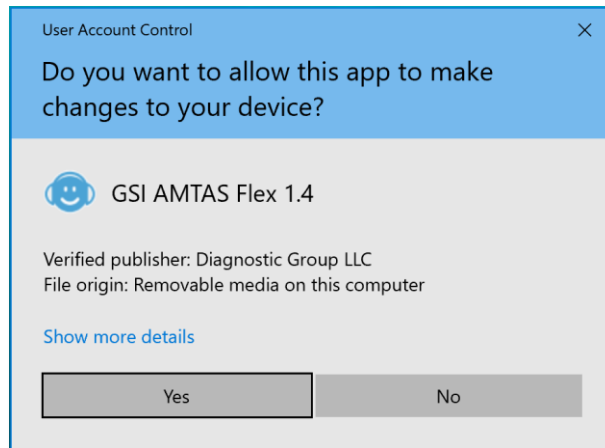 User Account Control
Do you want to allow this app to make
changes to your device?
GSI AMTAS Flex 1.4
Verified publisher: Diagnostic Group LLC
File origin: Removable media on this computer
Show more details
Yes
No